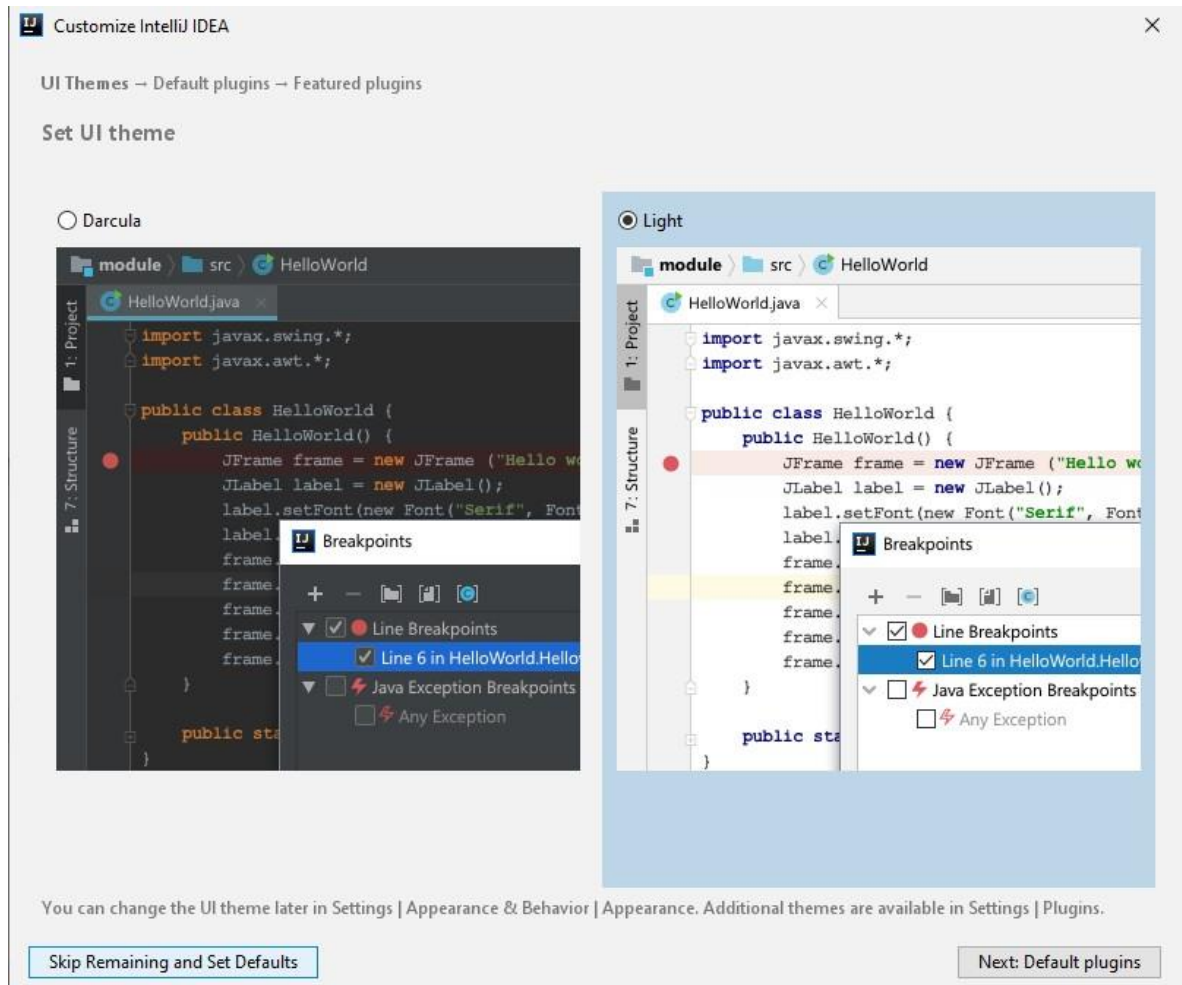 Customize IntelliJ IDEA
UI Themes → Default plugins → Featured plugins
Set UI theme
Darcula
module src HelloWorld
HelloWorld.java
1: Project
7: Structure
import javax.swing.*;
import javax.awt.*;
public class HelloWorld {
public HelloWorld() {
JFrame frame = new JFrame ("Hello
JLabel label = new JLabel();
label.setFont(new Font("Serif", Font
label.
frame.
frame.
frame.
frame.
frame.
}
public
}
Breakpoints
Line Breakpoints
Line 6 in HelloWorld.Hello
Java Exception Breakpoints
Any Exception
Light
module src HelloWorld
HelloWorld.java
1: Project
7: Structure
import javax.swing.*;
import javax.awt.*;
public class HelloWorld {
public HelloWorld() {
JFrame frame = new JFrame ("Hello
JLabel label = new JLabel();
label.setFont(new Font("Serif", Font
label.
frame.
frame.
frame.
frame.
frame.
}
public
}
Breakpoints
Line Breakpoints
Line 6 in HelloWorld.Hello
Java Exception Breakpoints
Any Exception
You can change the UI theme later in Settings | Appearance & Behavior | Appearance. Additional themes are available in Settings | Plugins.
Skip Remaining and Set Defaults
Next: Default plugins